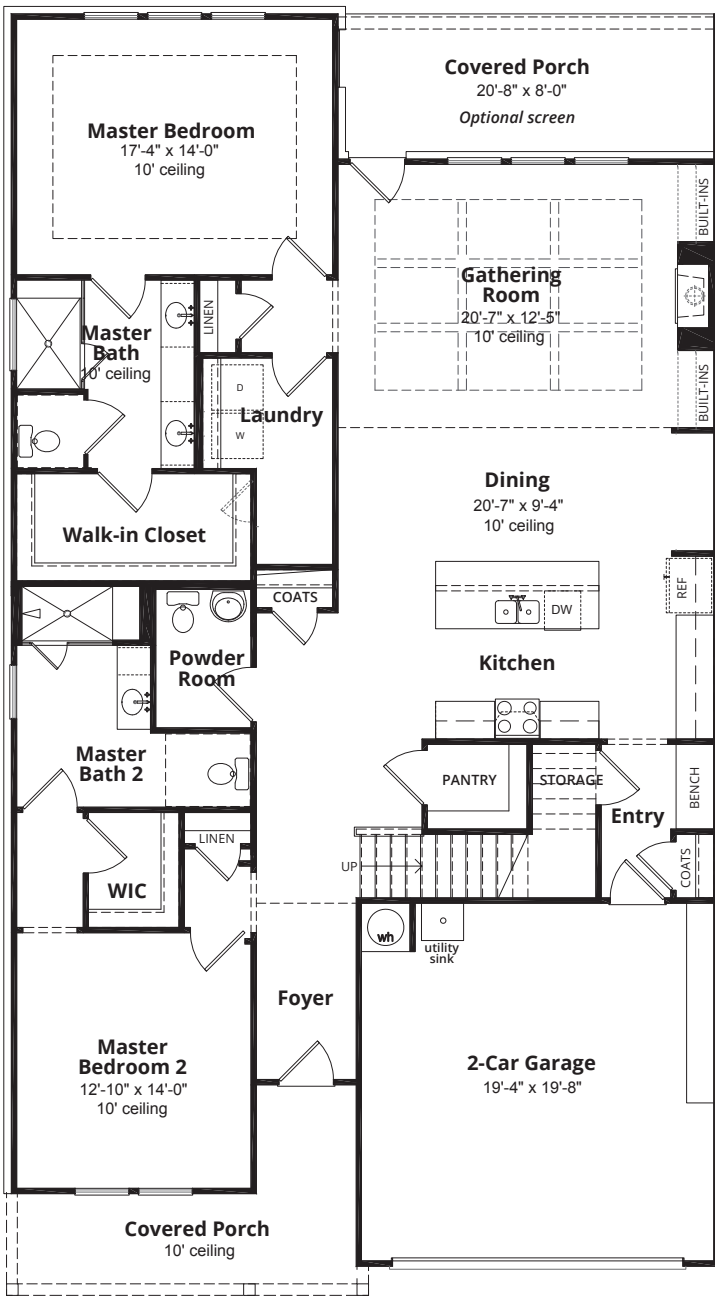 Covered Porch
20'-8" x 8'-0"
Optional screen
Master Bedroom
17'-4" x 14'-0"
10' ceiling
BUILT-INS
Gathering
Room
20'-7" x 12'-5"
10' ceiling
BUILT-INS
LINEN
Master
Bath
10' ceiling
D
W
Laundry
Dining
20'-7" x 9'-4"
10' ceiling
Walk-in Closet
COATS
REF
DW
Kitchen
Powder
Room
Master
Bath 2
PANTRY
STORAGE
BENCH
Entry
LINEN
UP
COATS
WIC
wh
utility
sink
Foyer
Master
Bedroom 2
12'-10" x 14'-0"
10' ceiling
2-Car Garage
19'-4" x 19'-8"
Covered Porch
10' ceiling